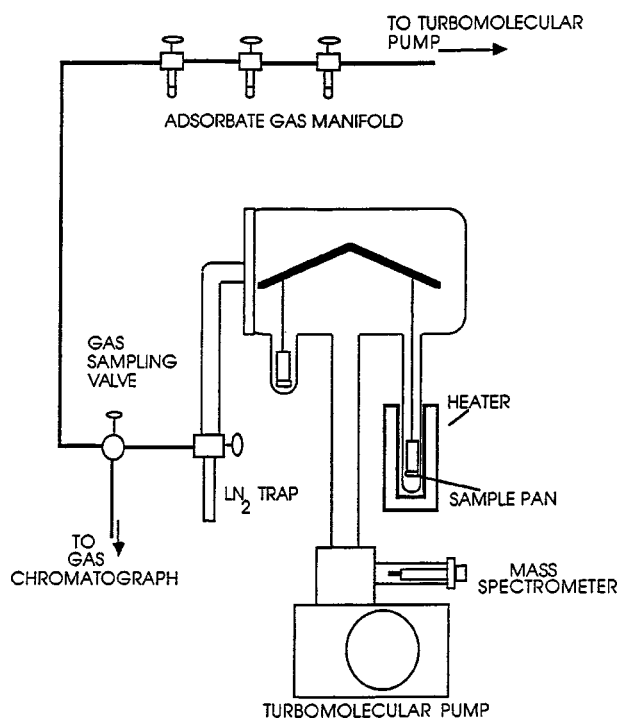 TO TURBOMOLECULAR
PUMP
ADSORBATE GAS MANIFOLD
GAS
SAMPLING
VALVE
HEATER
LN2 TRAP
SAMPLE PAN
TO
GAS
CHROMATOGRAPH
MASS
SPECTROMETER
TURBOMOLECULAR PUMP